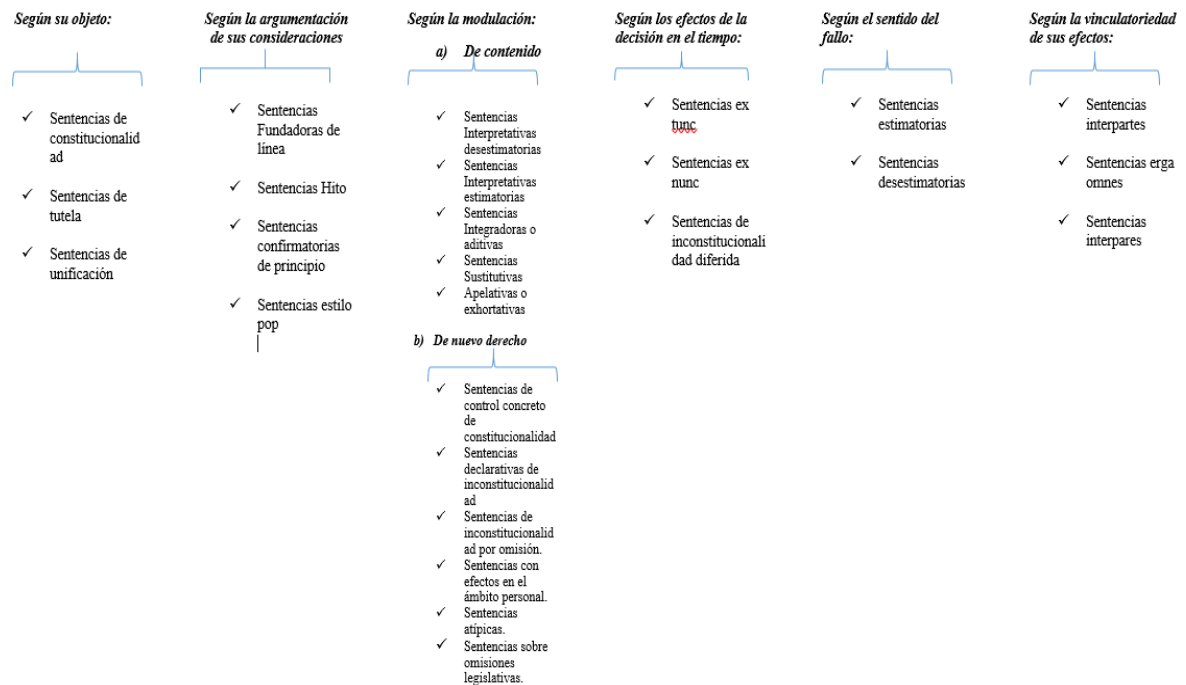 Según su objeto:
✓ Sentencias de
constitucionalid
ad
✓ Sentencias de
tutela
✓ Sentencias de
unificación
Según la argumentación
de sus consideraciones
✓ Sentencias
Fundadoras de
línea
✓ Sentencias Hito
✓ Sentencias
confirmatorias
de principio
✓ Sentencias estilo
pop
Según la modulación:
a) De contenido
✓ Sentencias
Interpretativas
desestimatorias
✓ Sentencias
Interpretativas
estimatorias
✓ Sentencias
Integradoras o
aditivas
✓ Sentencias
Sustitutivas
✓ Apelativas o
exhortativas
b) De nuevo derecho
✓ Sentencias de
control concreto
de
constitucionalidad
✓ Sentencias
declarativas de
inconstitucionalid
ad
✓ Sentencias de
inconstitucionalid
ad por omisión.
✓ Sentencias con
efectos en el
ámbito personal.
✓ Sentencias
atípicas.
✓ Sentencias sobre
omisiones
legislativas.
Según los efectos de la
decisión en el tiempo:
✓ Sentencias ex
tunc
✓ Sentencias ex
nunc
✓ Sentencias de
inconstitucionali
dad diferida
Según el sentido del
fallo:
✓ Sentencias
estimatorias
✓ Sentencias
desestimatorias
Según la vinculatoriedad
de sus efectos:
✓ Sentencias
interpartes
✓ Sentencias erga
omnes
✓ Sentencias
interpares